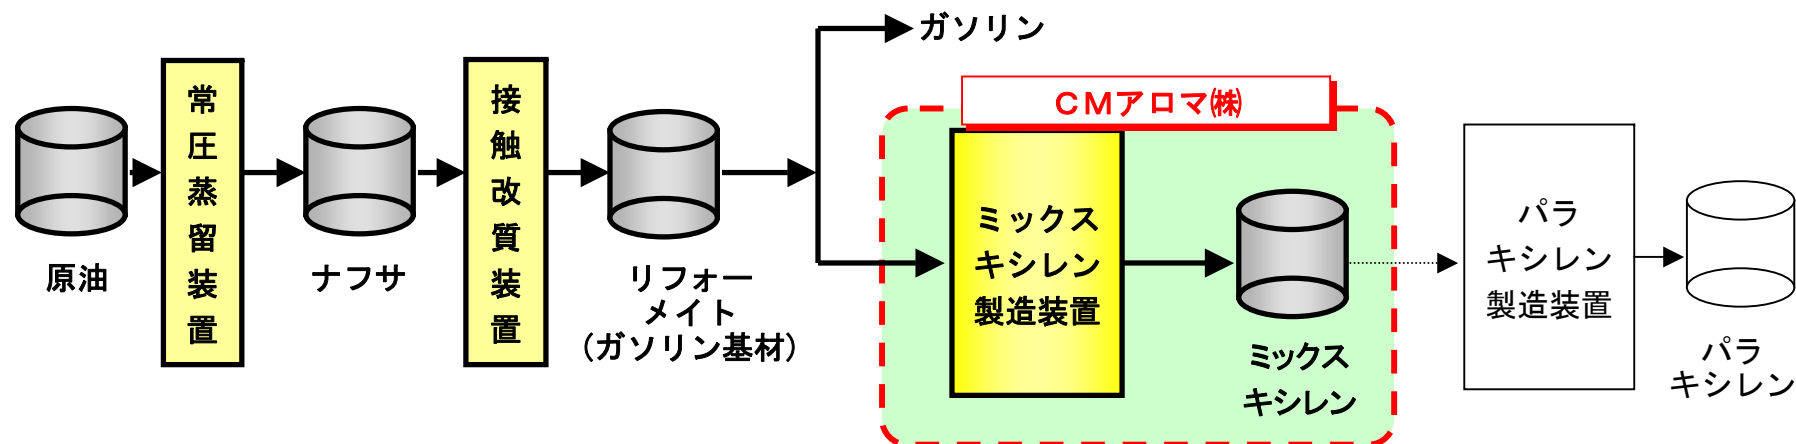 ガソリン
CMアロマ㈱
常圧蒸留装置
接触改質装置
原油
ナフサ
リフォー
メイト
（ガソリン基材）
ミックス
キシレン
製造装置
ミックス
キシレン
パラ
キシレン
製造装置
パラ
キシレン